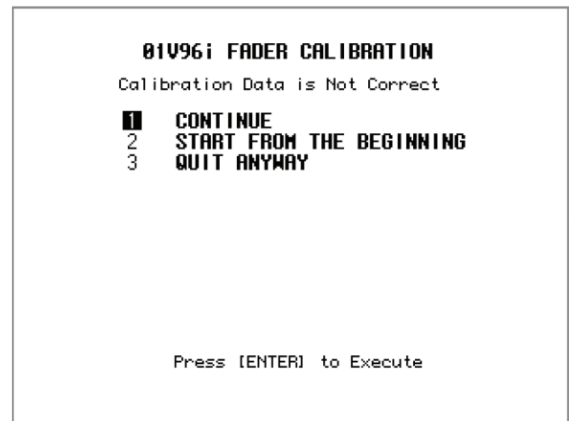 01V96i FADER CALIBRATION
Calibration Data is Not Correct
1 CONTINUE
2 START FROM THE BEGINNING
3 QUIT ANYWAY
Press [ENTER] to Execute